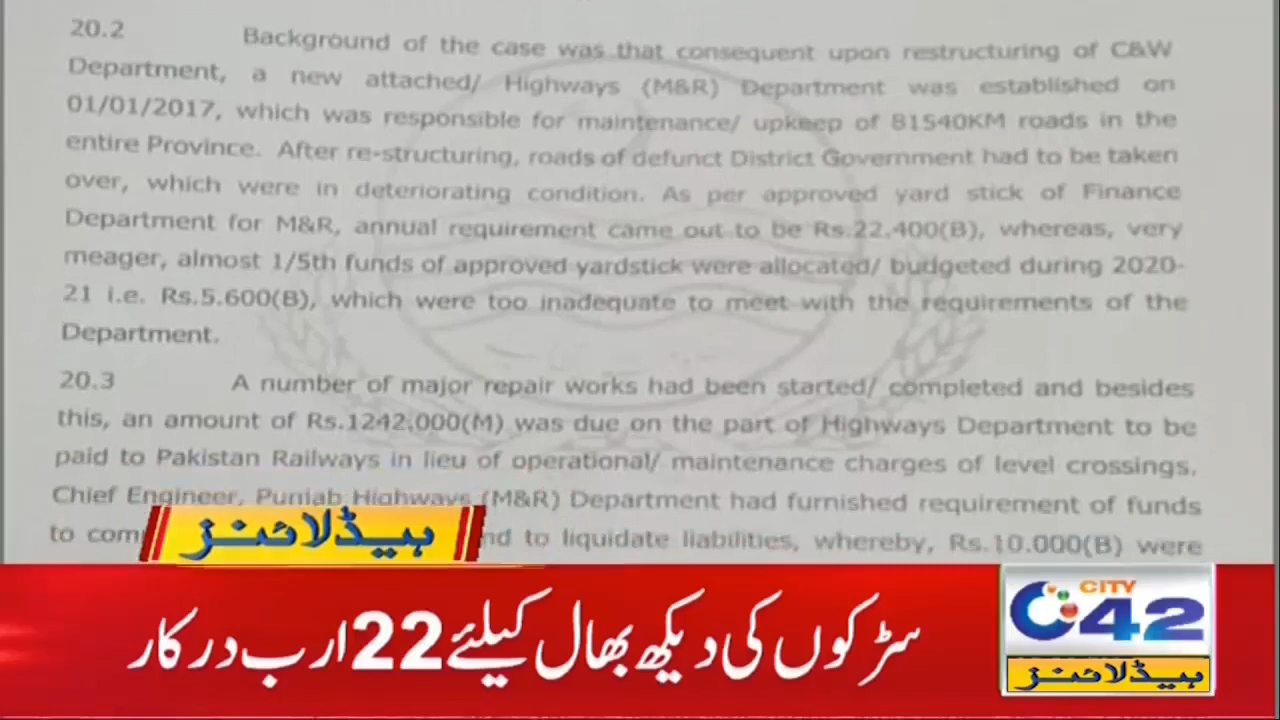 20.2 Background of the case was that consequent upon restructuring of C&W
Department, a new attached/ Highways (M&R) Department was established on
01/01/2017, which was responsible for maintenance/ upkeep of 81540KM roads in the
entire Province. After re-structuring, roads of defunct District Government had to be taken
over, which were in deteriorating condition. As per approved yard stick of Finance
Department for M&R, annual requirement came out to be Rs.22.400(B), whereas, very
meager, almost 1/5th funds of approved yardstick were allocated/ budgeted during 2020-
21 i.e. Rs.5.600(B), which were too inadequate to meet with the requirements of the
Department.
20.3 A number of major repair works had been started/ completed and besides
this, an amount of Rs.1242.000(M) was due on the part of Highways Department to be
paid to Pakistan Railways in lieu of operational/ maintenance charges of level crossings.
Chief Engineer, Punjab Highways (M&R) Department had furnished requirement of funds
to liquidate liabilities, whereby, Rs.10.000(B) were
ہیڈلائنز
سڑکوں کی دیکھ بھال کیلئے 22 ارب درکار
CITY
42
ہیڈلائنز